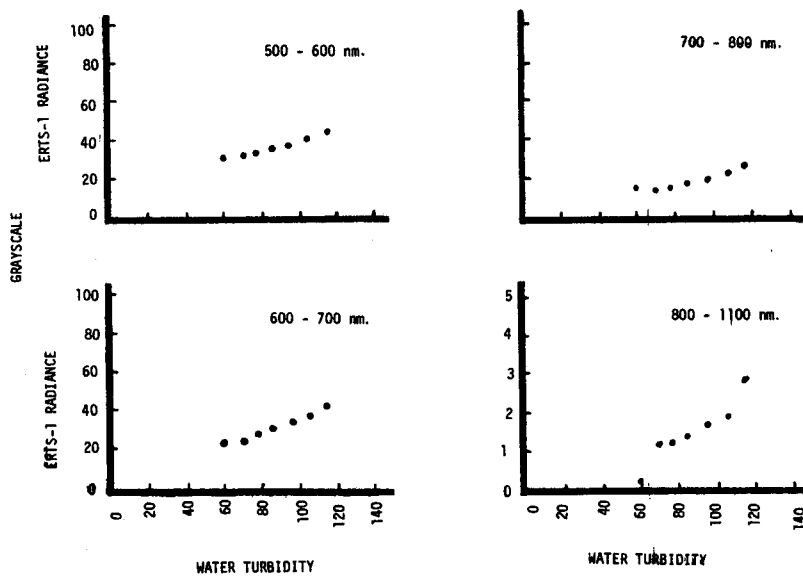 GRAYSCALE
ERTS-1 RADIANCE
100
80
60
40
20
0
500 - 600 nm.
700 - 800 nm.
ERTS-1 RADIANCE
100
80
60
40
20
0
600 - 700 nm.
0 20 40 60 80 100 120 140
WATER TURBIDITY
5
4
3
2
1
0
800 - 1100 nm.
0 20 40 60 80 100 120 140
WATER TURBIDITY